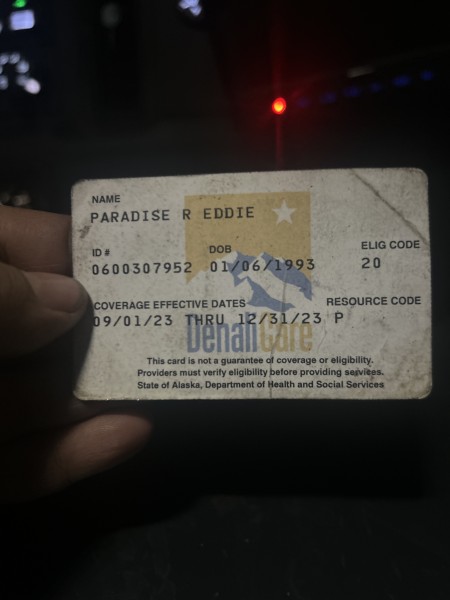 NAME
PARADISE R EDDIE
ID # DOB ELIG CODE
0600307952 01/06/1993 20
COVERAGE EFFECTIVE DATES RESOURCE CODE
09/01/23 THRU 12/31/23 P
DenaliCare
This card is not a guarantee of coverage or eligibility.
Providers must verify eligibility before providing services.
State of Alaska, Department of Health and Social Services